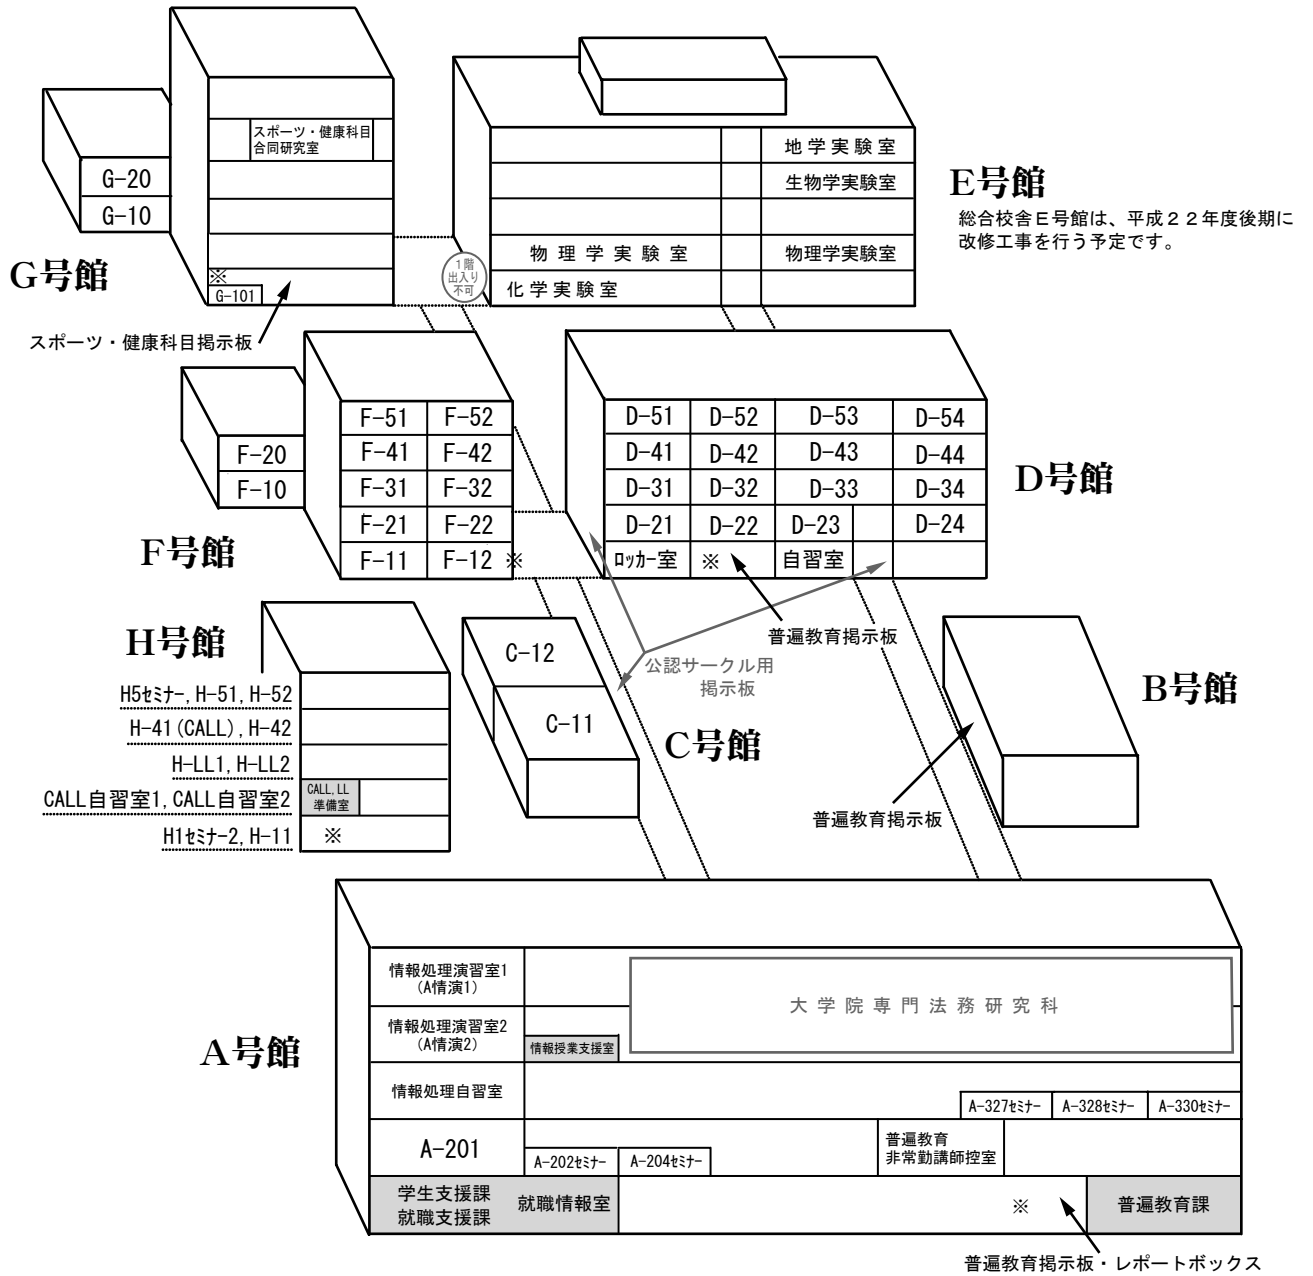 スポーツ・健康科目
合同研究室
G-20
G-10
G号館
※
G-101
スポーツ・健康科目掲示板
1階
出入り
不可
地学実験室
生物学実験室
物理学実験室
物理学実験室
化学実験室
E号館
総合校舎E号館は、平成22年度後期に
改修工事を行う予定です。
F-51 F-52
F-41 F-42
F-31 F-32
F-21 F-22
F-11 F-12 ※
F-20
F-10
F号館
D-51 D-52 D-53 D-54
D-41 D-42 D-43 D-44
D-31 D-32 D-33 D-34
D-21 D-22 D-23 D-24
ロッカー室 ※ 自習室
D号館
普遍教育掲示板
公認サークル用
掲示板
H号館
H5セミナー, H-51, H-52
H-41(CALL), H-42
H-LL1, H-LL2
CALL自習室1, CALL自習室2
H1セミナー2, H-11
CALL, LL
準備室
※
C-12
C-11
C号館
B号館
普遍教育掲示板
A号館
情報処理演習室1
(A情演1)
大学院専門法務研究科
情報処理演習室2
(A情演2)
情報授業支援室
情報処理自習室
A-327セミナー A-328セミナー A-330セミナー
A-201
A-202セミナー A-204セミナー
普遍教育
非常勤講師控室
学生支援課
就職支援課
就職情報室
※
普遍教育課
普遍教育掲示板・レポートボックス